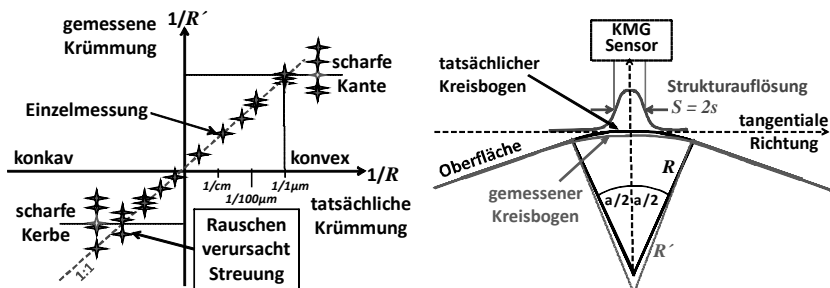 gemessene
Krümmung
1/R´
scharfe
Kante
Einzelmessung
konkav
konvex
1/R
1/cm
1/100µm
1/1µm
tatsächliche
Krümmung
scharfe
Kerbe
Rauschen
verursacht
Streuung
1:1
KMG
Sensor
tatsächlicher
Kreisbogen
Strukturauflösung
S = 2s
tangentiale
Richtung
Oberfläche
gemessener
Kreisbogen
R
a/2 a/2
R´